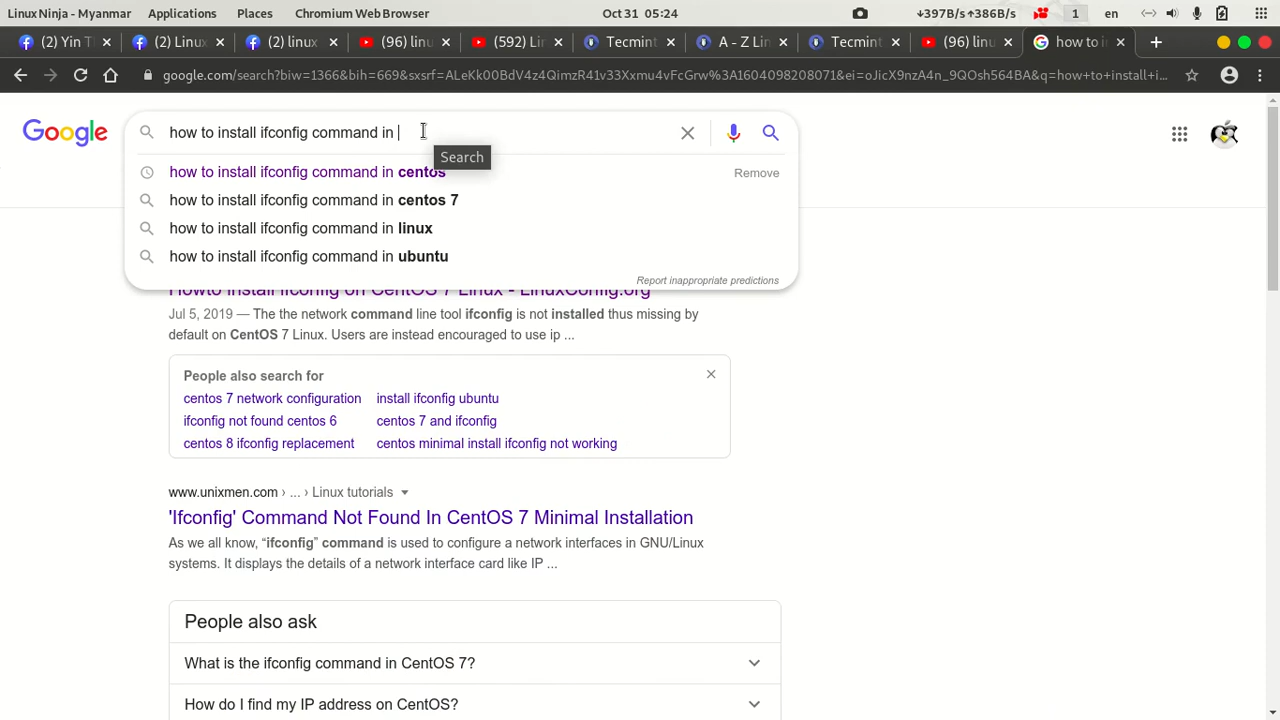 Linux Ninja - Myanmar Applications Places Chromium Web Browser Oct 31 05:24 ↓397B/s ↑386B/s 1 en
(2) Yin Th × (2) Linux × (2) linux × (96) linu × (592) Lin × Tecmint × A - Z Lin × Tecmint × (96) linu × how to in × +
google.com/search?biw=1366&bih=669&sxsrf=ALeKk00BdV4z4QimzR41v33Xxmu4vFcGrw%3A1604098208071&ei=oJicX9nzA4n_9QOsh564BA&q=how+to+install+i...
Google
how to install ifconfig command in
Search
how to install ifconfig command in centos Remove
how to install ifconfig command in centos 7
how to install ifconfig command in linux
how to install ifconfig command in ubuntu
Report inappropriate predictions
Howto install ifconfig on CentOS 7 Linux - LinuxConfig.org
Jul 5, 2019 — The the network command line tool ifconfig is not installed thus missing by
default on CentOS 7 Linux. Users are instead encouraged to use ip ...
People also search for
centos 7 network configuration install ifconfig ubuntu
ifconfig not found centos 6 centos 7 and ifconfig
centos 8 ifconfig replacement centos minimal install ifconfig not working
www.unixmen.com › ... › Linux tutorials
'Ifconfig' Command Not Found In CentOS 7 Minimal Installation
As we all know, “ifconfig” command is used to configure a network interfaces in GNU/Linux
systems. It displays the details of a network interface card like IP ...
People also ask
What is the ifconfig command in CentOS 7?
How do I find my IP address on CentOS?